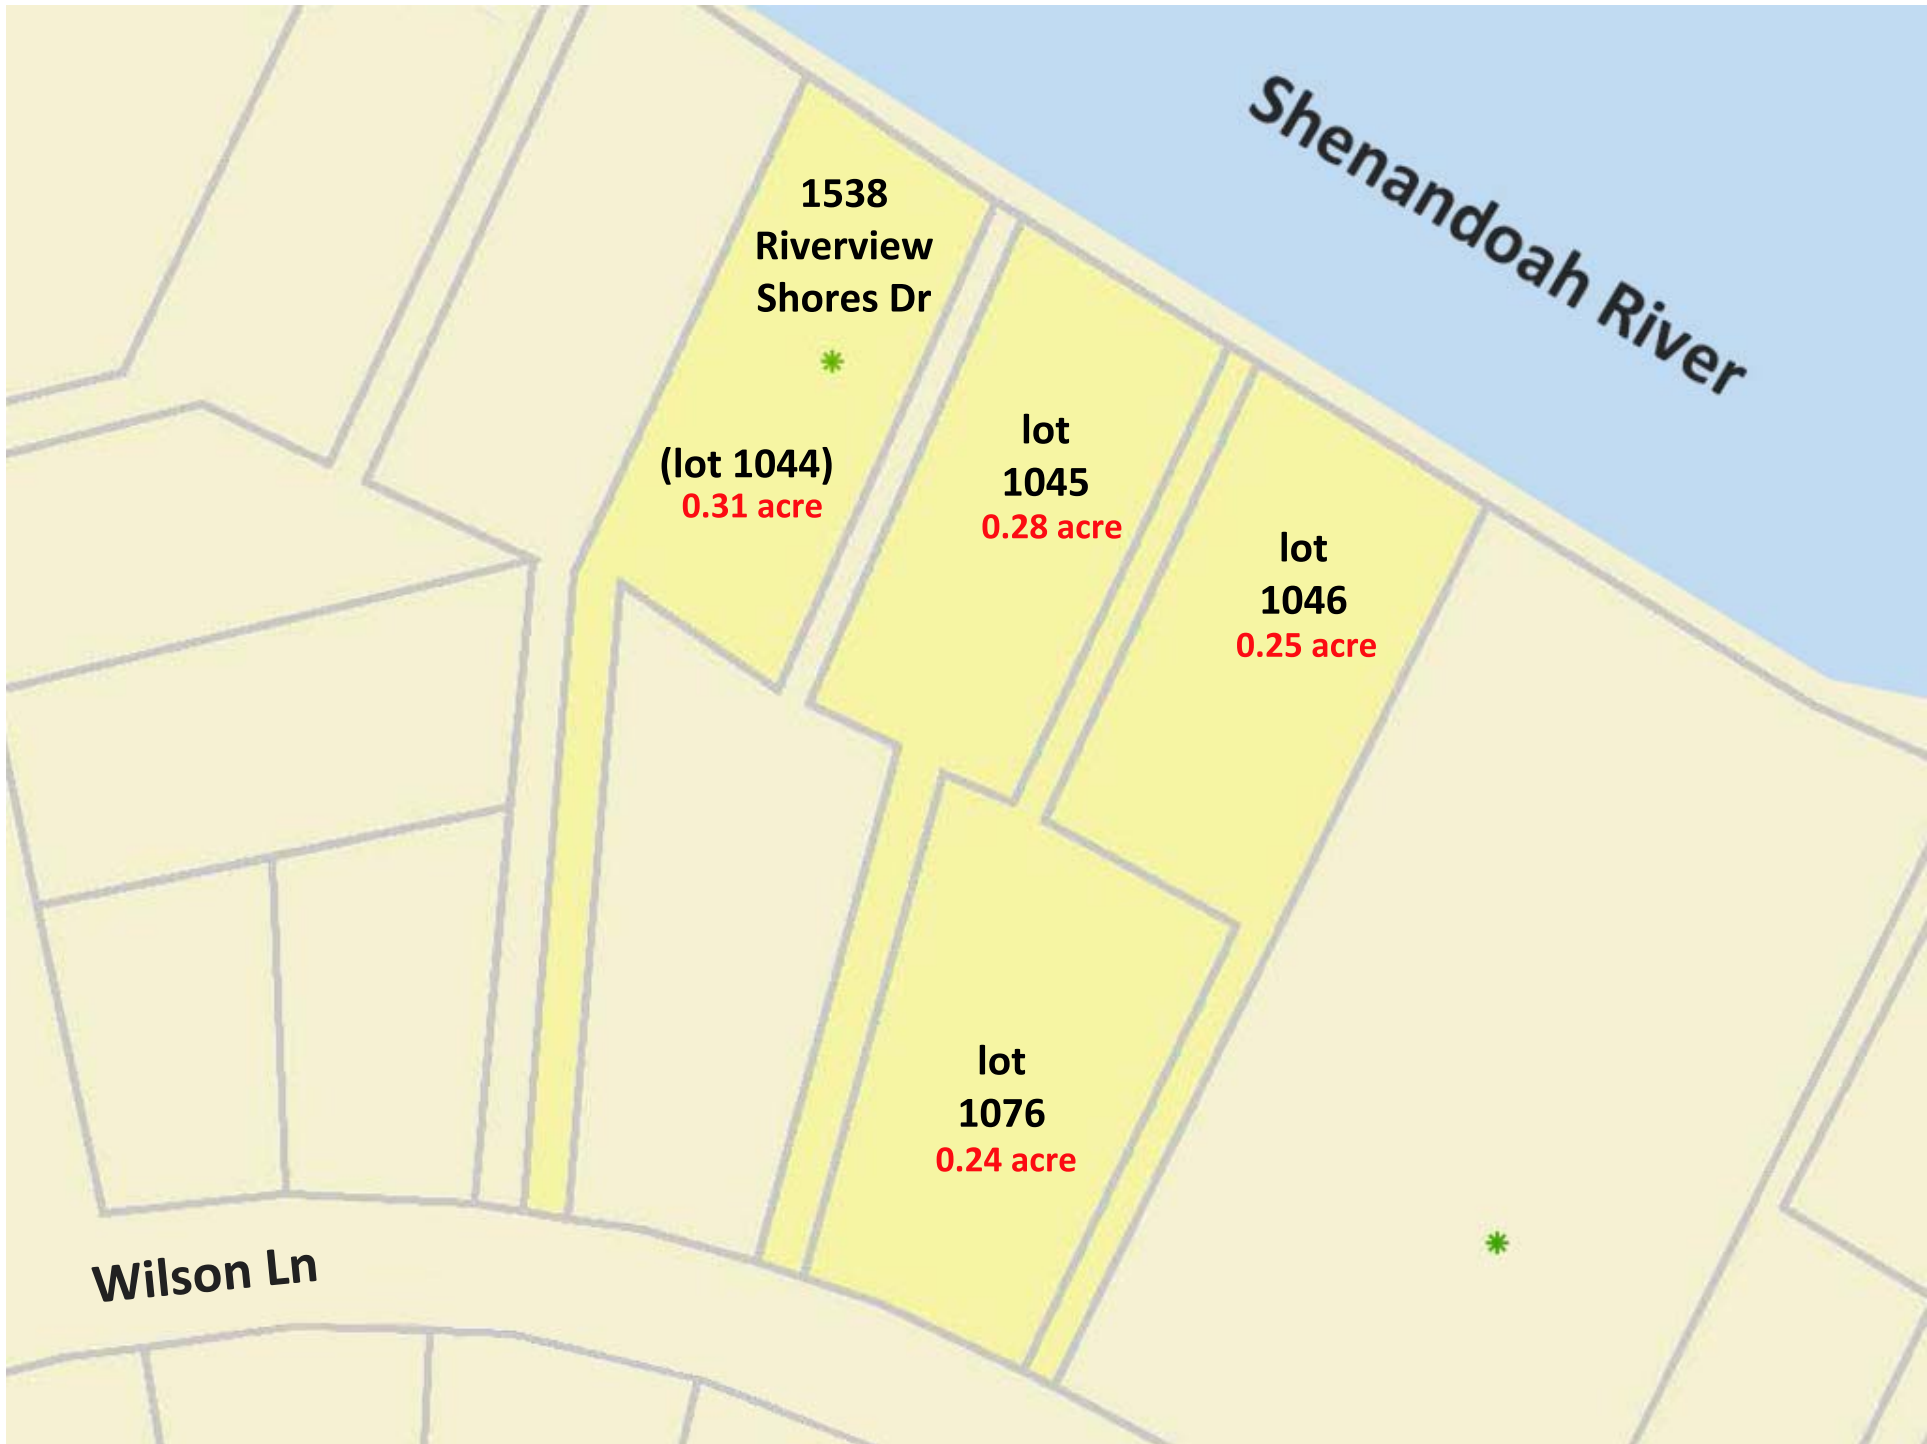 Shenandoah River
1538
Riverview
Shores Dr
(lot 1044)
0.31 acre
lot
1045
0.28 acre
lot
1046
0.25 acre
lot
1076
0.24 acre
Wilson Ln